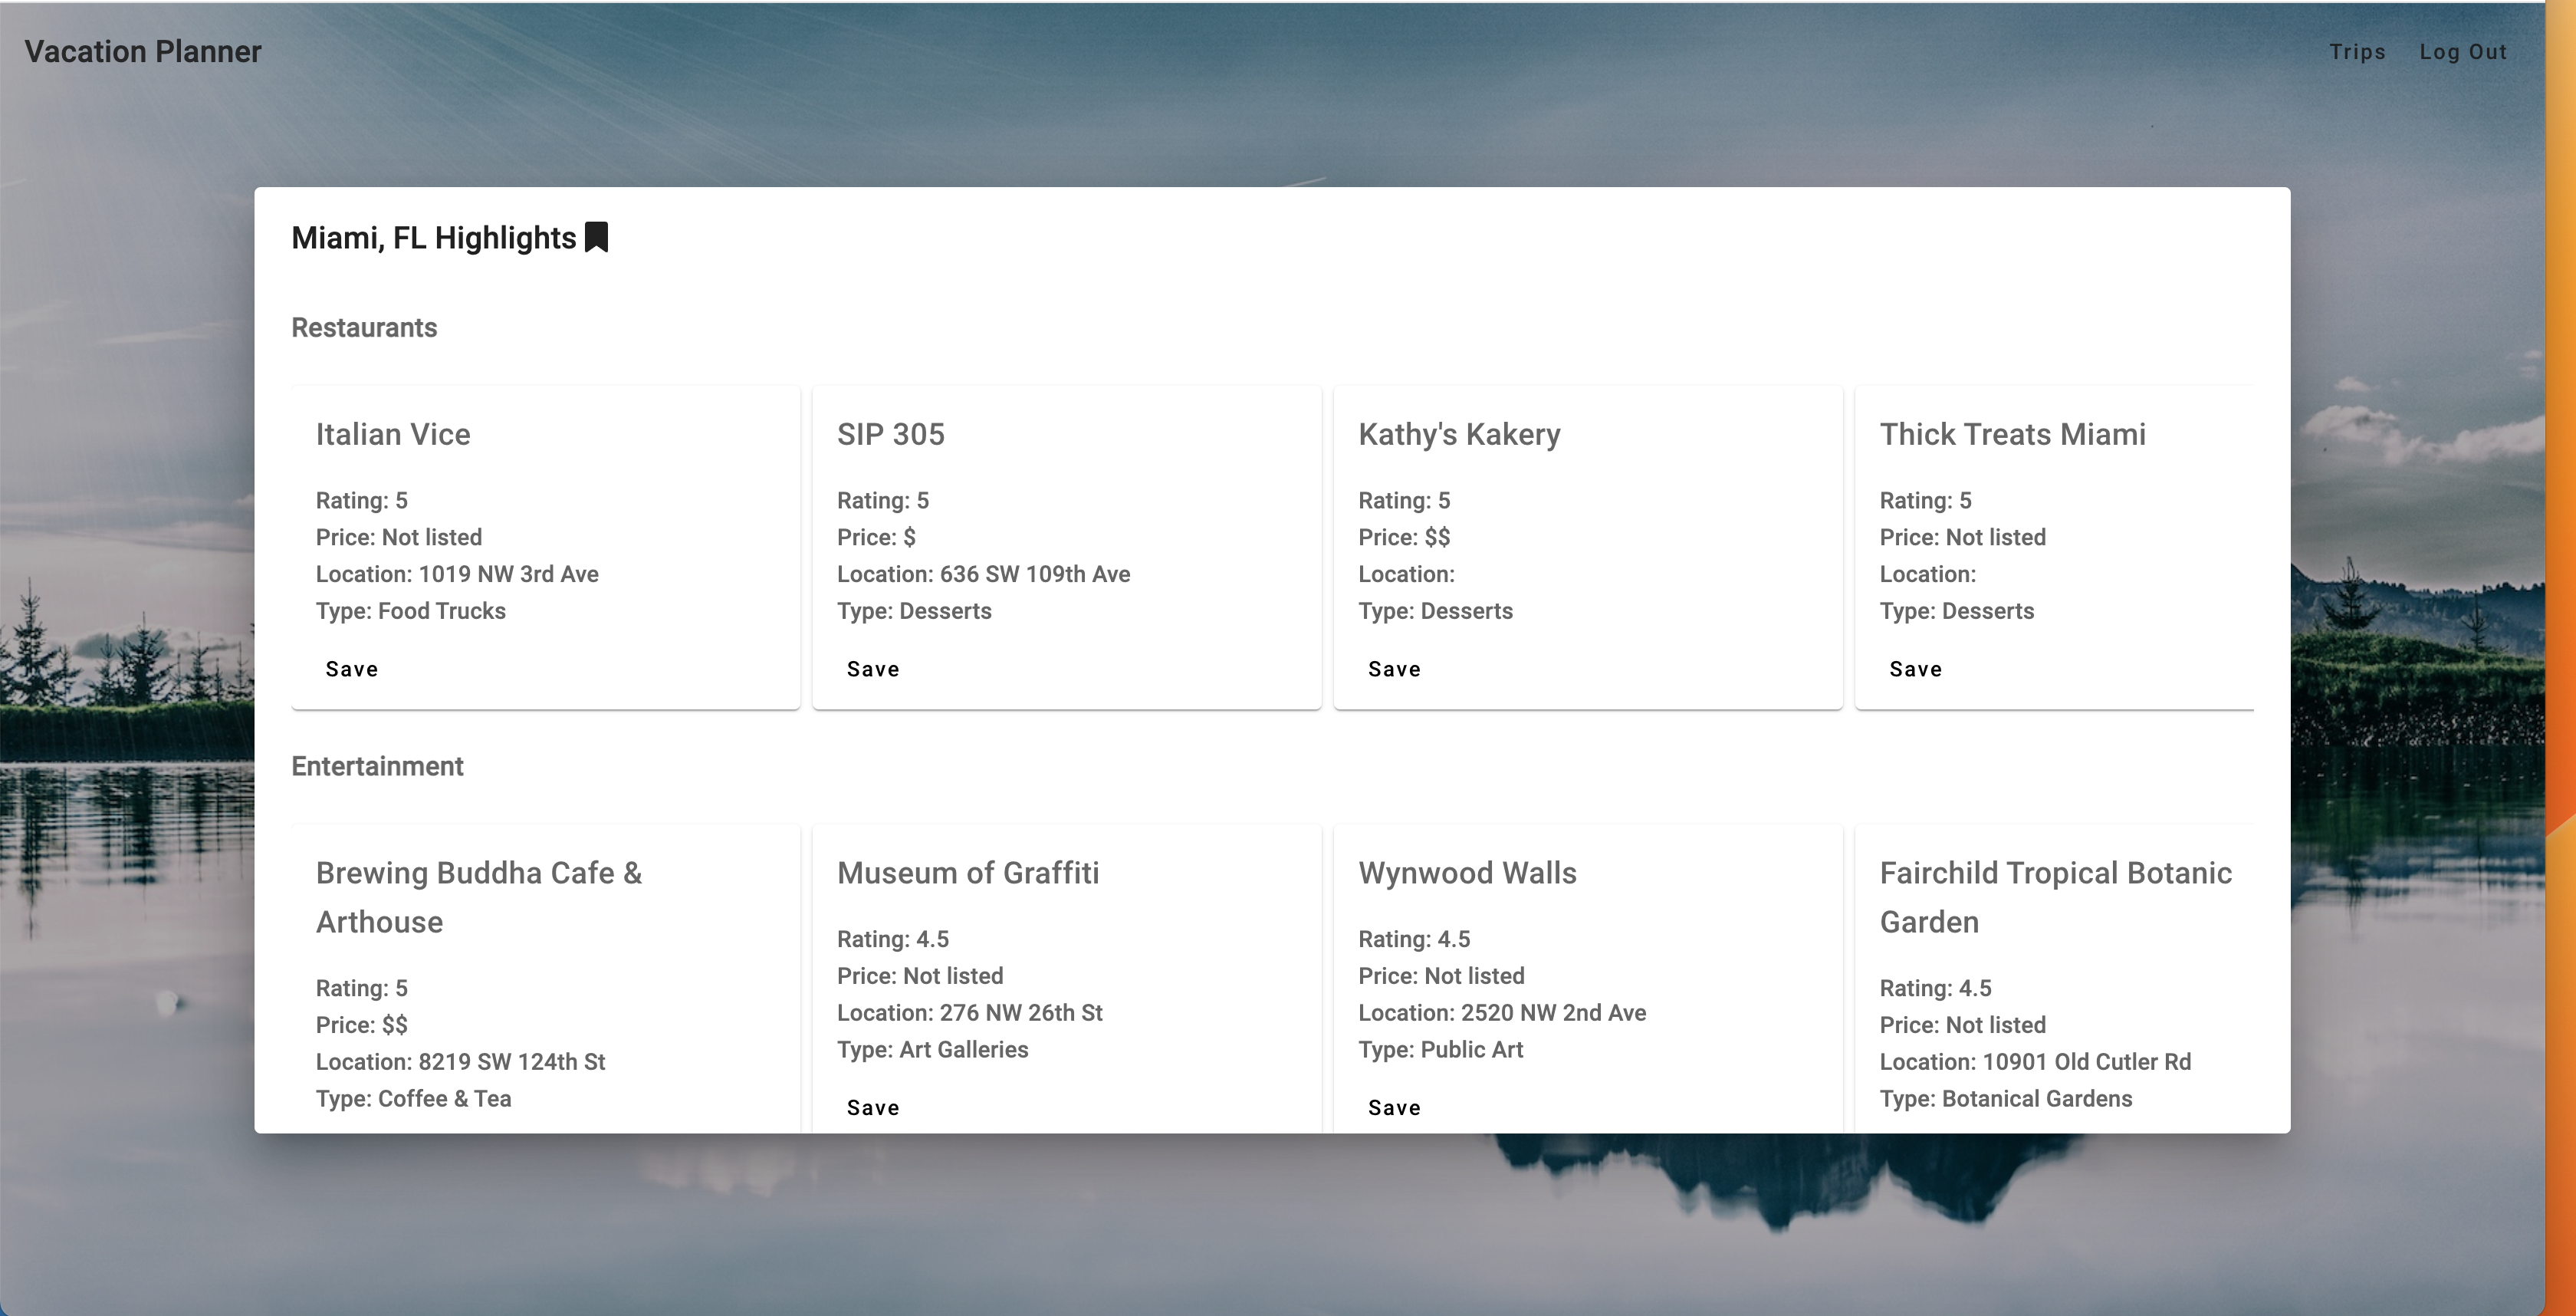 Vacation Planner
Trips
Log Out
Miami, FL Highlights
Restaurants
Italian Vice
Rating: 5
Price: Not listed
Location: 1019 NW 3rd Ave
Type: Food Trucks
Save
SIP 305
Rating: 5
Price: $
Location: 636 SW 109th Ave
Type: Desserts
Save
Kathy's Kakery
Rating: 5
Price: $$
Location:
Type: Desserts
Save
Thick Treats Miami
Rating: 5
Price: Not listed
Location:
Type: Desserts
Save
Entertainment
Brewing Buddha Cafe &
Arthouse
Rating: 5
Price: $$
Location: 8219 SW 124th St
Type: Coffee & Tea
Museum of Graffiti
Rating: 4.5
Price: Not listed
Location: 276 NW 26th St
Type: Art Galleries
Save
Wynwood Walls
Rating: 4.5
Price: Not listed
Location: 2520 NW 2nd Ave
Type: Public Art
Save
Fairchild Tropical Botanic
Garden
Rating: 4.5
Price: Not listed
Location: 10901 Old Cutler Rd
Type: Botanical Gardens